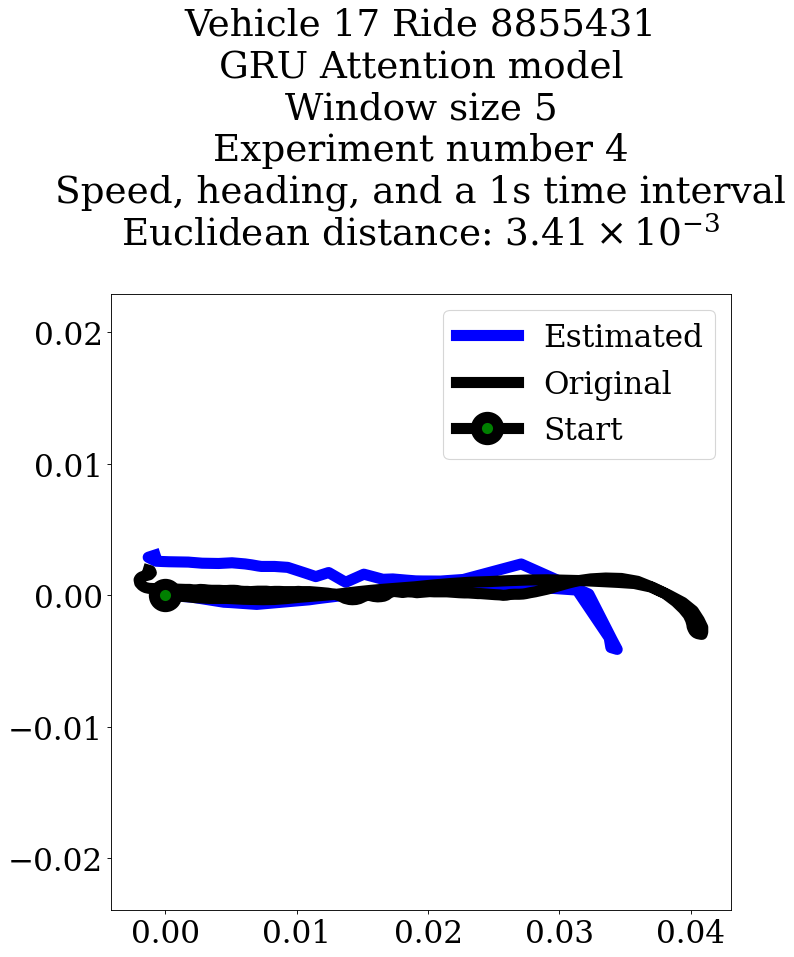 Vehicle 17 Ride 8855431
GRU Attention model
Window size 5
Experiment number 4
Speed, heading, and a 1s time interval
Euclidean distance: 3.41 × 10⁻³
Estimated
Original
Start
0.02
0.01
0.00
−0.01
−0.02
0.00 0.01 0.02 0.03 0.04